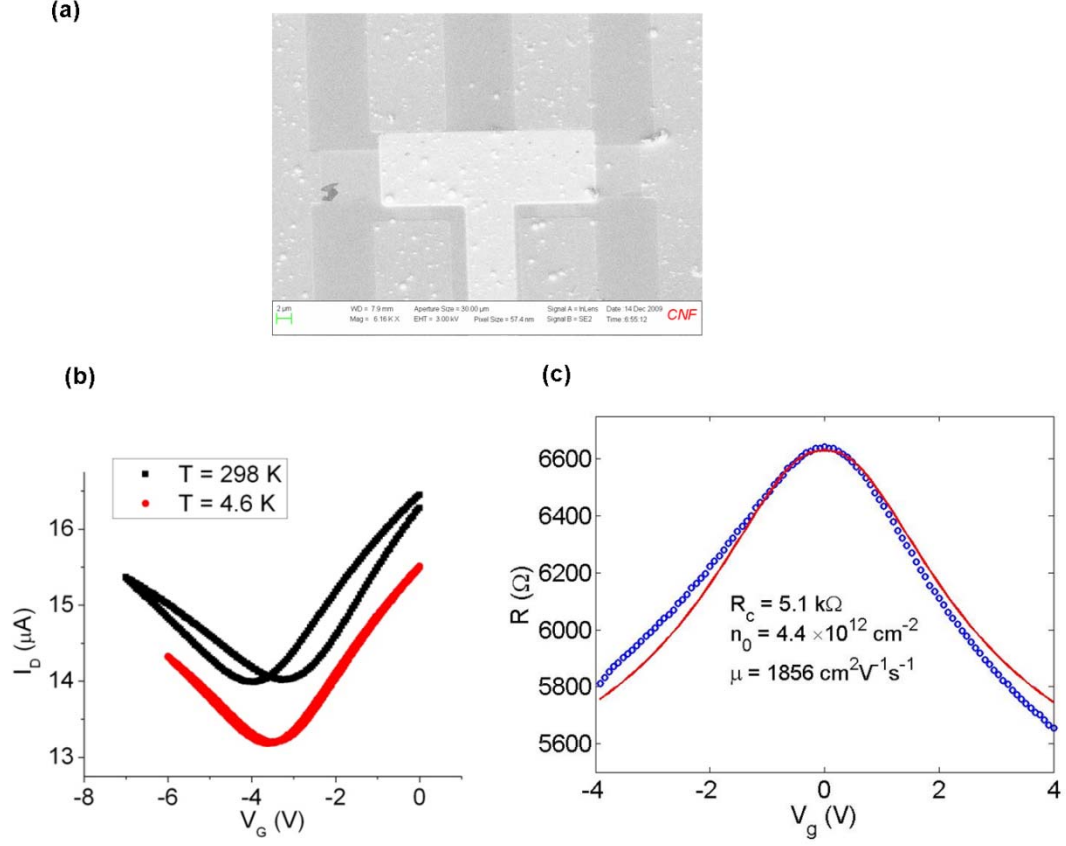 (a)
2 µm
WD = 7.9 mm Aperture Size = 30.00 µm Signal A = InLens Date :14 Dec 2009
Mag = 6.16 K X EHT = 3.00 kV Pixel Size = 57.4 nm Signal B = SE2 Time :6:55:12
CNF
(b)
T = 298 K
T = 4.6 K
16
15
14
13
I_D (µA)
-8 -6 -4 -2 0
V_G (V)
(c)
6600
6400
6200
6000
5800
5600
R (Ω)
R_c = 5.1 kΩ
n_0 = 4.4 × 10^12 cm^-2
µ = 1856 cm^2V^-1s^-1
-4 -2 0 2 4
V_g (V)